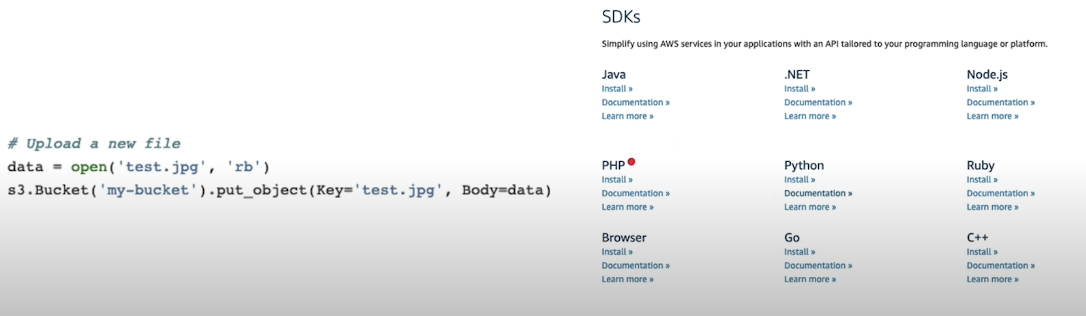 # Upload a new file
data = open('test.jpg', 'rb')
s3.Bucket('my-bucket').put_object(Key='test.jpg', Body=data)
SDKs
Simplify using AWS services in your applications with an API tailored to your programming language or platform.
Java
Install »
Documentation »
Learn more »
.NET
Install »
Documentation »
Learn more »
Node.js
Install »
Documentation »
Learn more »
PHP
Install »
Documentation »
Learn more »
Python
Install »
Documentation »
Learn more »
Ruby
Install »
Documentation »
Learn more »
Browser
Install »
Documentation »
Learn more »
Go
Install »
Documentation »
Learn more »
C++
Install »
Documentation »
Learn more »